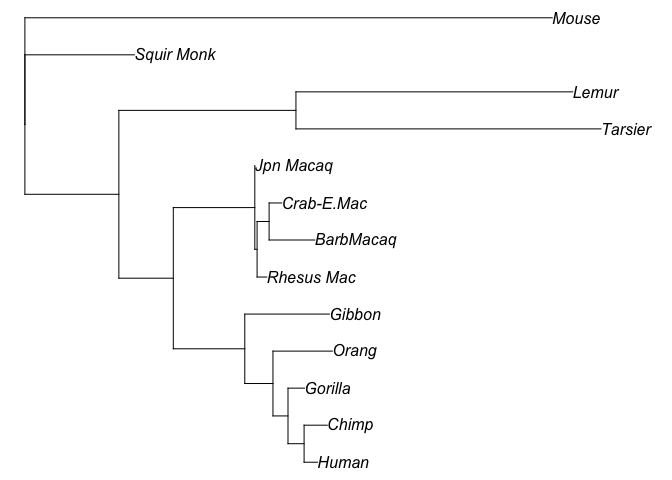 Mouse
Squir Monk
Lemur
Tarsier
Jpn Macaq
Crab-E.Mac
BarbMacaq
Rhesus Mac
Gibbon
Orang
Gorilla
Chimp
Human